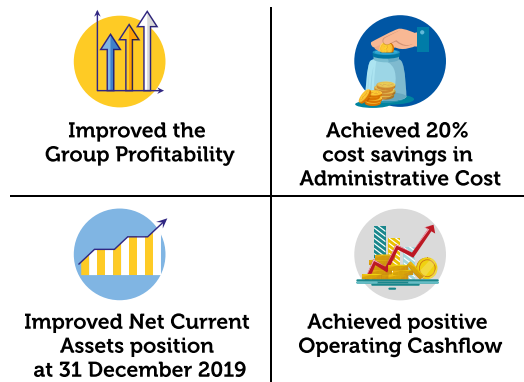 Improved the
Group Profitability
Achieved 20%
cost savings in
Administrative Cost
Improved Net Current
Assets position
at 31 December 2019
Achieved positive
Operating Cashflow